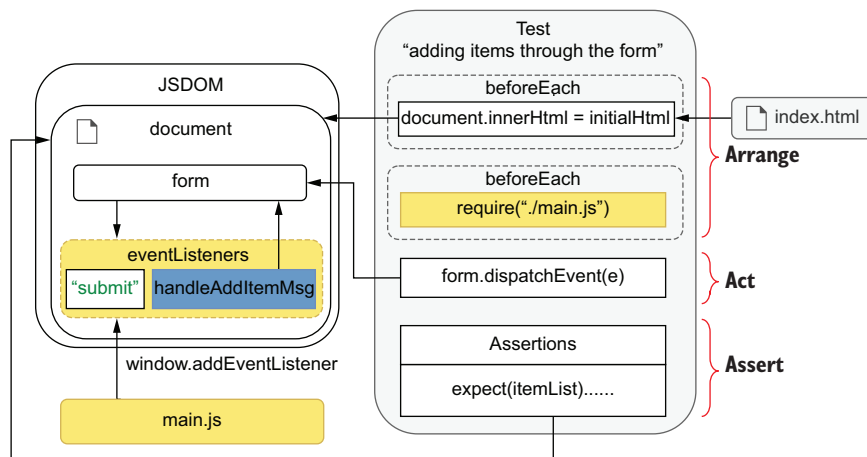 Test
“adding items through the form”
JSDOM
beforeEach
document.innerHtml = initialHtml
index.html
document
Arrange
form
beforeEach
require(“./main.js”)
eventListeners
“submit”
handleAddItemMsg
form.dispatchEvent(e)
Act
window.addEventListener
Assertions
Assert
expect(itemList)......
main.js